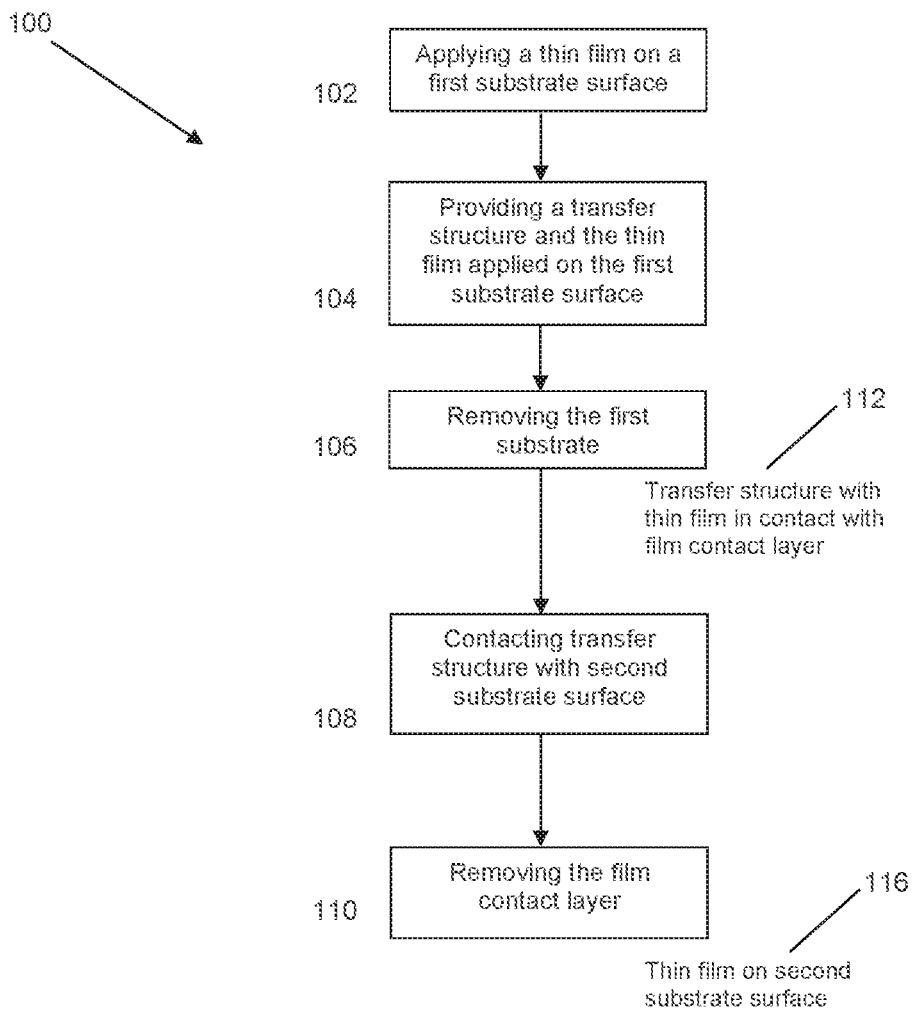 100
Applying a thin film on a
first substrate surface
102
Providing a transfer
structure and the thin
film applied on the first
substrate surface
104
Removing the first
substrate
106
112
Transfer structure with
thin film in contact with
film contact layer
Contacting transfer
structure with second
substrate surface
108
Removing the film
contact layer
110
116
Thin film on second
substrate surface